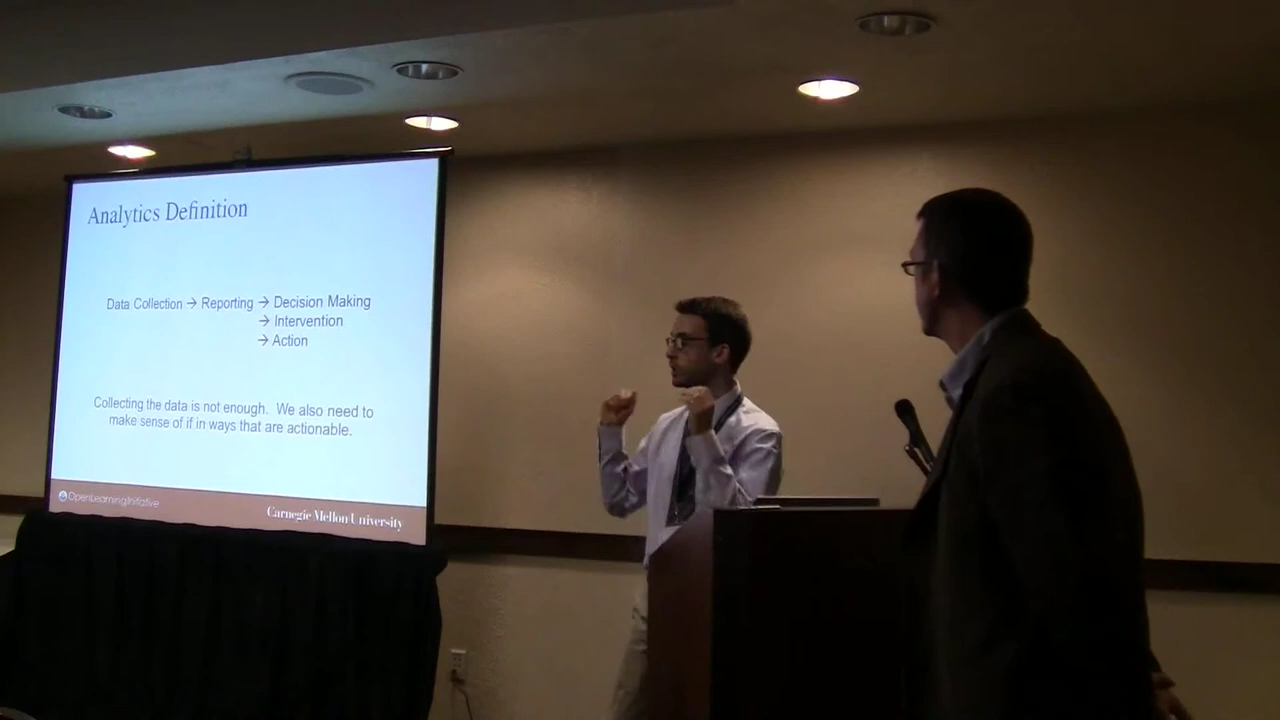 Analytics Definition
Data Collection → Reporting → Decision Making
→ Intervention
→ Action
Collecting the data is not enough. We also need to
make sense of if in ways that are actionable.
OpenLearningInitiative
Carnegie Mellon University